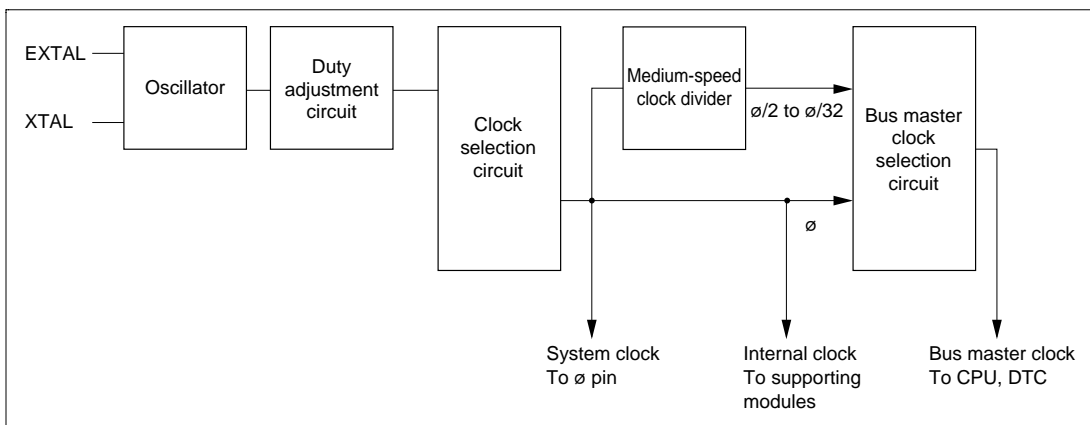 EXTAL
XTAL
Oscillator
Duty
adjustment
circuit
Clock
selection
circuit
Medium-speed
clock divider
ø/2 to ø/32
ø
Bus master
clock
selection
circuit
System clock
To ø pin
Internal clock
To supporting
modules
Bus master clock
To CPU, DTC